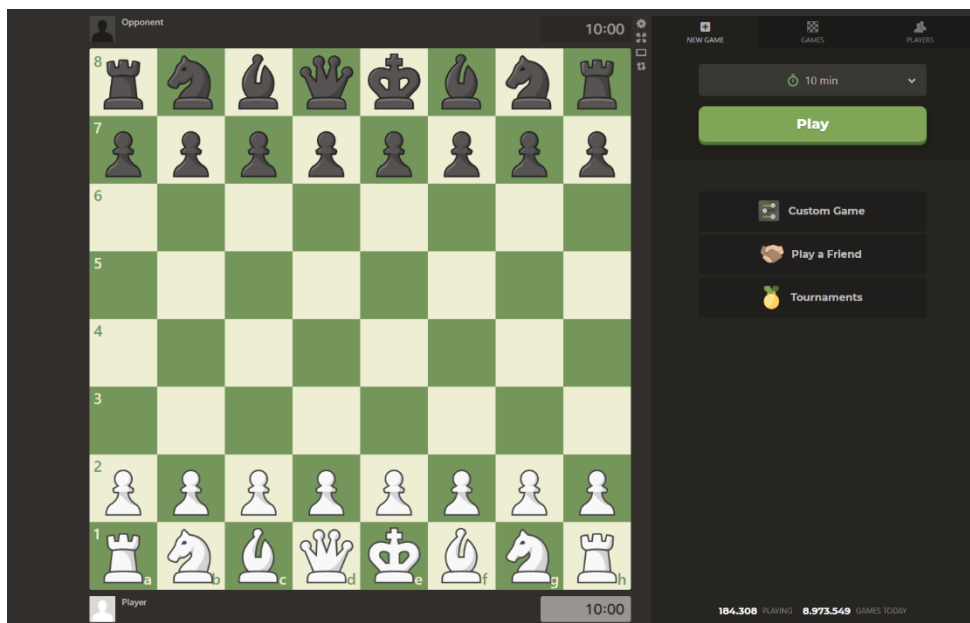 Opponent
10:00
NEW GAME
GAMES
PLAYERS
10 min
Play
Custom Game
Play a Friend
Tournaments
8
7
6
5
4
3
2
1
a b c d e f g h
Player
10:00
184.308 PLAYING 8.973.549 GAMES TODAY